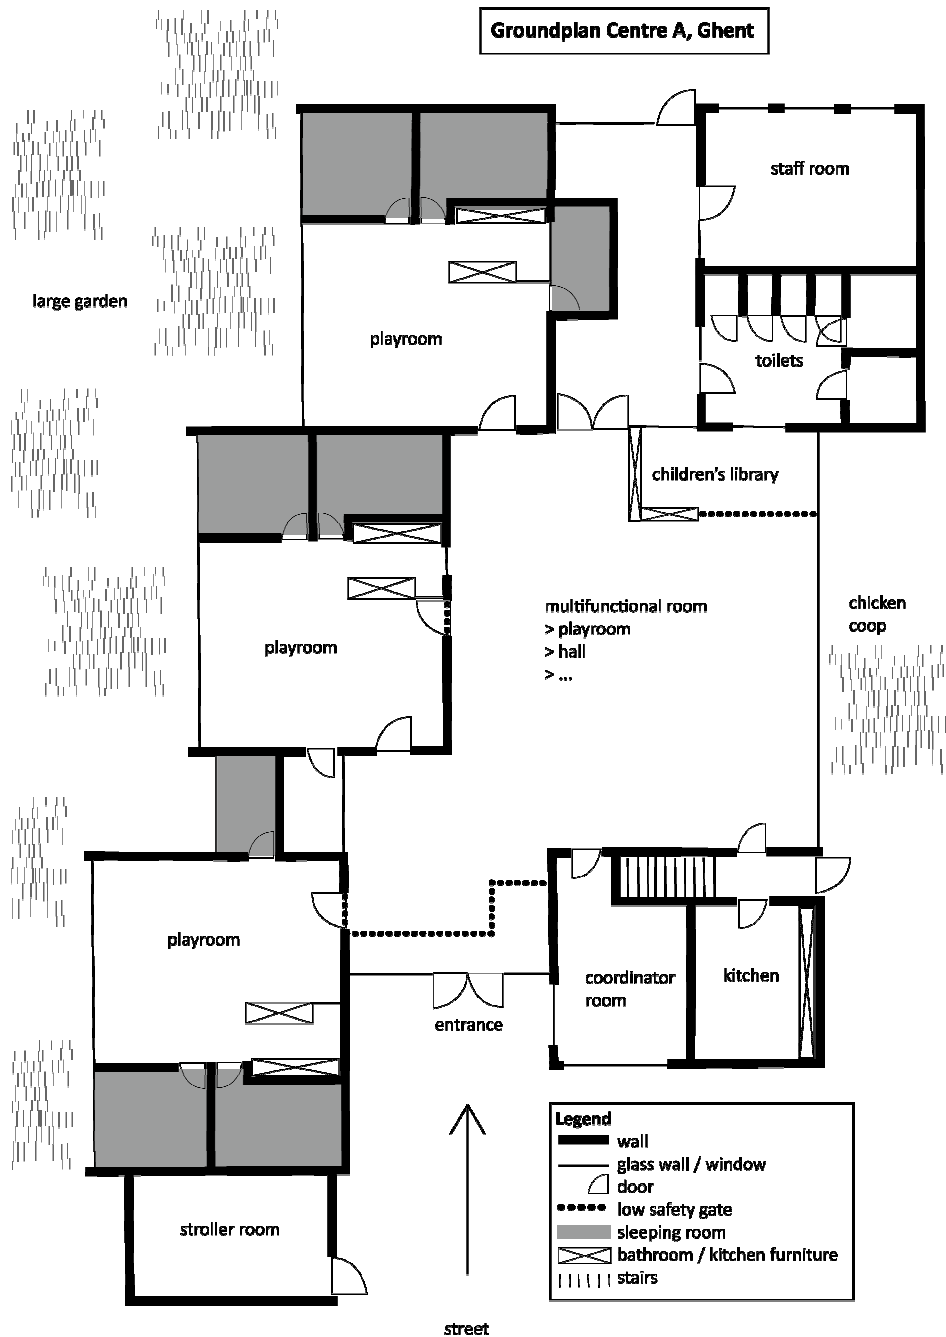 Groundplan Centre A, Ghent
staff room
large garden
playroom
toilets
children's library
multifunctional room
> playroom
> hall
> ...
chicken
coop
playroom
playroom
coordinator
room
kitchen
entrance
stroller room
street
Legend
wall
glass wall / window
door
low safety gate
sleeping room
bathroom / kitchen furniture
stairs